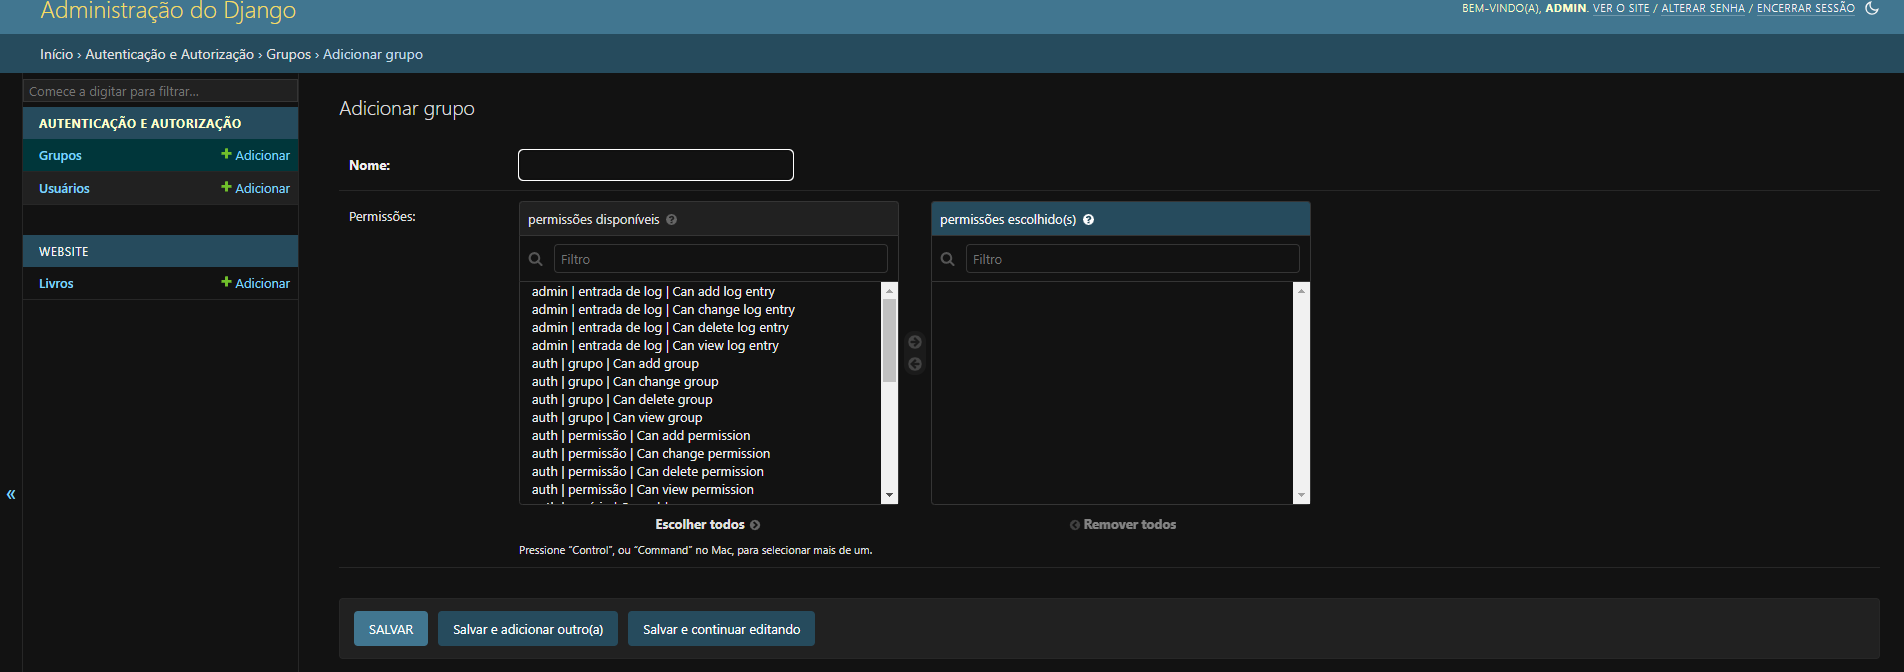 Administração do Django
BEM-VINDO(A), ADMIN. VER O SITE / ALTERAR SENHA / ENCERRAR SESSÃO
Início › Autenticação e Autorização › Grupos › Adicionar grupo
Comece a digitar para filtrar...
AUTENTICAÇÃO E AUTORIZAÇÃO
Grupos + Adicionar
Usuários + Adicionar
WEBSITE
Livros + Adicionar
«
Adicionar grupo
Nome:
Permissões:
permissões disponíveis ?
Filtro
admin | entrada de log | Can add log entry
admin | entrada de log | Can change log entry
admin | entrada de log | Can delete log entry
admin | entrada de log | Can view log entry
auth | grupo | Can add group
auth | grupo | Can change group
auth | grupo | Can delete group
auth | grupo | Can view group
auth | permissão | Can add permission
auth | permissão | Can change permission
auth | permissão | Can delete permission
auth | permissão | Can view permission
Escolher todos
Pressione “Control”, ou “Command” no Mac, para selecionar mais de um.
permissões escolhido(s) ?
Filtro
Remover todos
SALVAR
Salvar e adicionar outro(a)
Salvar e continuar editando